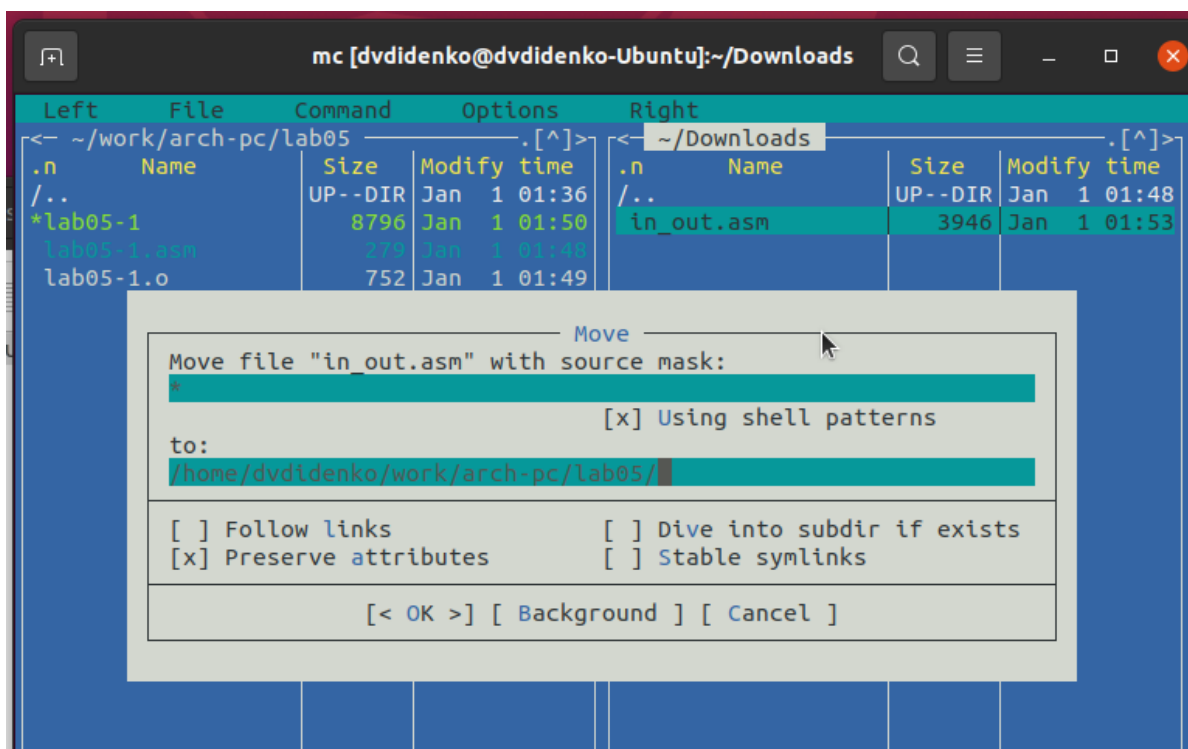 mc [dvdidenko@dvdidenko-Ubuntu]:~/Downloads
Left File Command Options Right
<— ~/work/arch-pc/lab05 .[^]> <— ~/Downloads .[^]>
.n Name Size Modify time .n Name Size Modify time
/.. UP--DIR Jan 1 01:36 /.. UP--DIR Jan 1 01:48
*lab05-1 8796 Jan 1 01:50 in_out.asm 3946 Jan 1 01:53
lab05-1.asm 279 Jan 1 01:48
lab05-1.o 752 Jan 1 01:49
Move
Move file "in_out.asm" with source mask:
*
[x] Using shell patterns
to:
/home/dvdidenko/work/arch-pc/lab05/
[ ] Follow links [ ] Dive into subdir if exists
[x] Preserve attributes [ ] Stable symlinks
[< OK >] [ Background ] [ Cancel ]